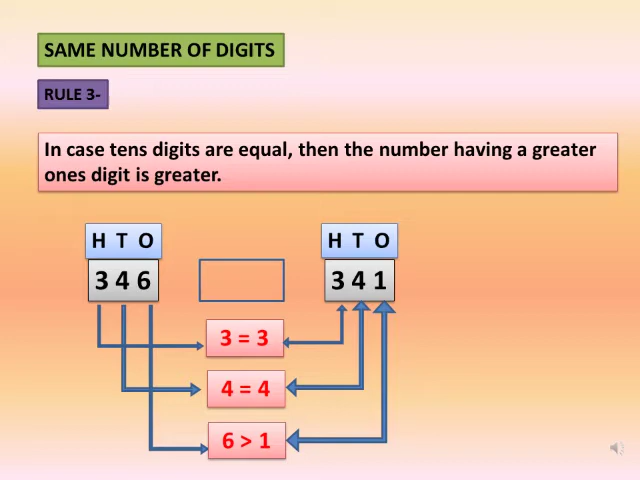 SAME NUMBER OF DIGITS
RULE 3-
In case tens digits are equal, then the number having a greater
ones digit is greater.
H T O H T O
3 4 6 3 4 1
3 = 3
4 = 4
6 > 1